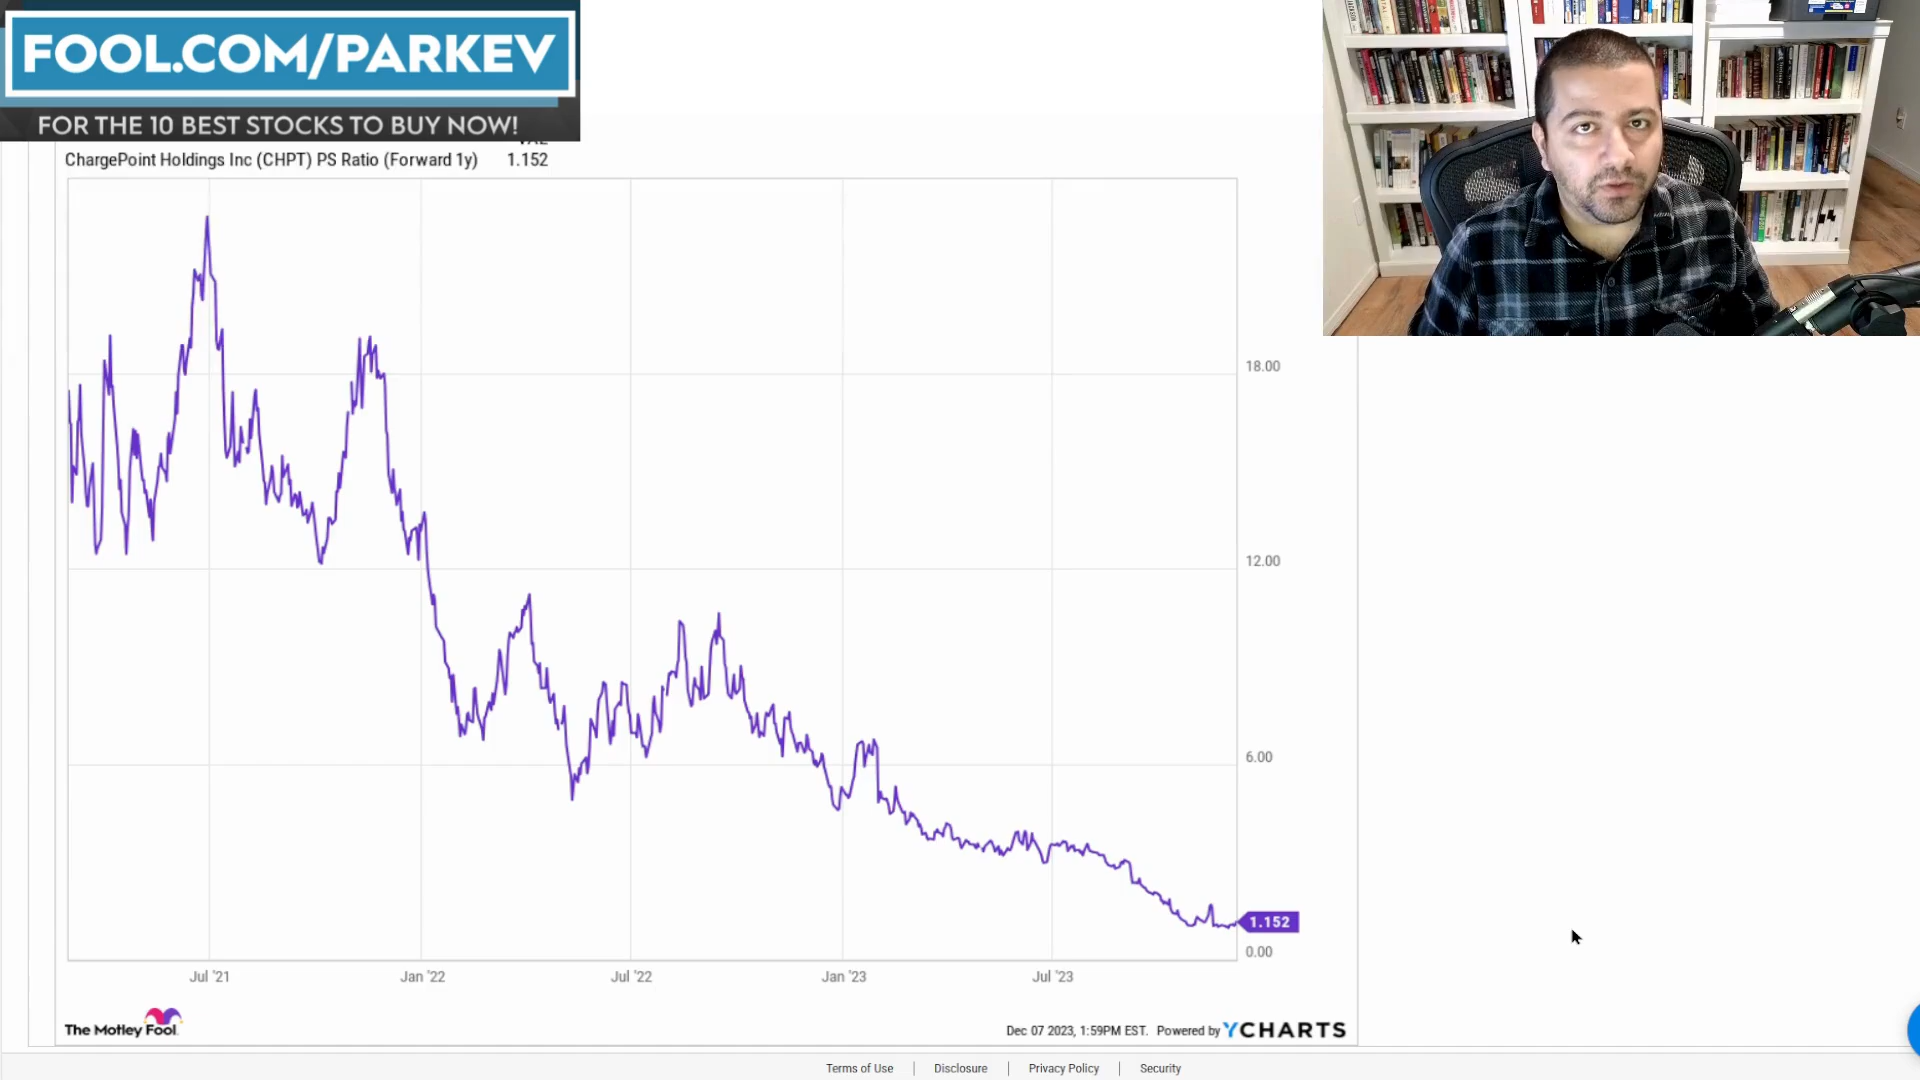 FOOL.COM/PARKEV
FOR THE 10 BEST STOCKS TO BUY NOW!
ChargePoint Holdings Inc (CHPT) PS Ratio (Forward 1y) 1.152
18.00
12.00
6.00
1.152
0.00
Jul '21 Jan '22 Jul '22 Jan '23 Jul '23
The Motley Fool
Dec 07 2023, 1:59PM EST. Powered by YCHARTS
Terms of Use | Disclosure | Privacy Policy | Security